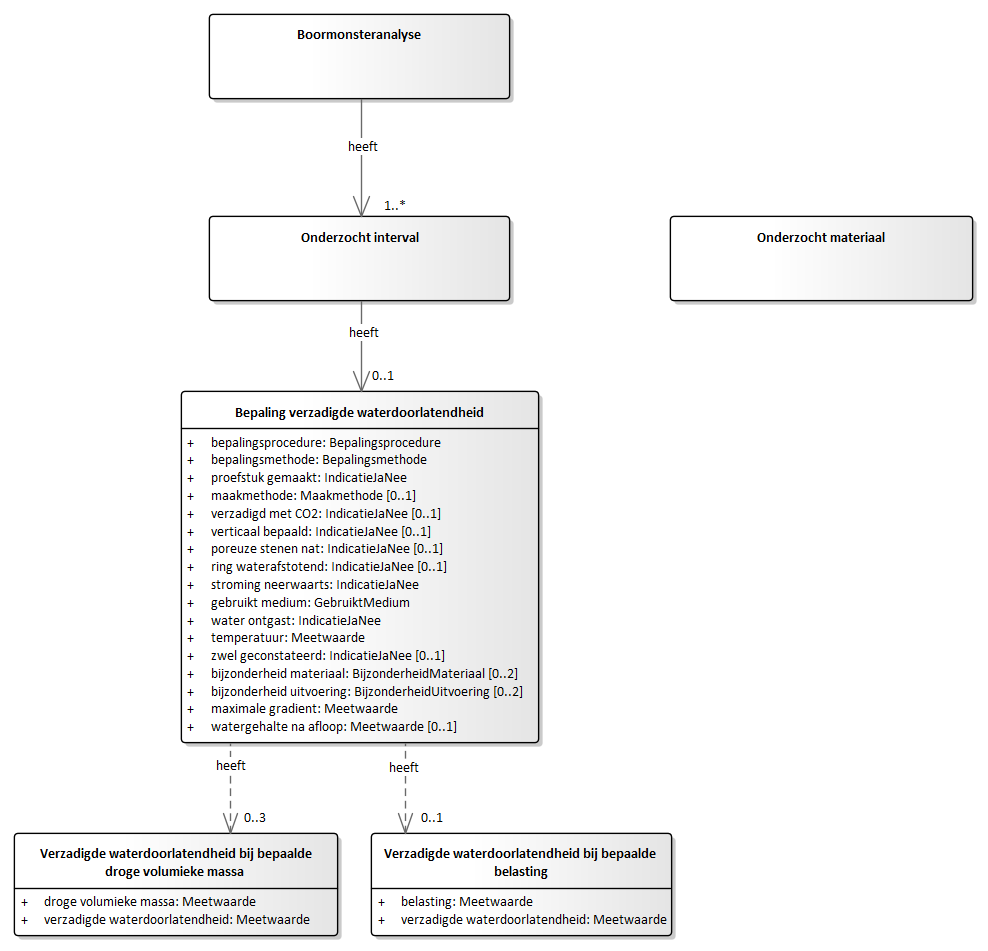 Boormonsteranalyse
heeft
1..*
Onderzocht interval
Onderzocht materiaal
heeft
0..1
Bepaling verzadigde waterdoorlatendheid
+ bepalingsprocedure: Bepalingsprocedure
+ bepalingsmethode: Bepalingsmethode
+ proefstuk gemaakt: IndicatieJaNee
+ maakmethode: Maakmethode [0..1]
+ verzadigd met CO2: IndicatieJaNee [0..1]
+ verticaal bepaald: IndicatieJaNee [0..1]
+ poreuze stenen nat: IndicatieJaNee [0..1]
+ ring waterafstotend: IndicatieJaNee [0..1]
+ stroming neerwaarts: IndicatieJaNee
+ gebruikt medium: GebruiktMedium
+ water ontgast: IndicatieJaNee
+ temperatuur: Meetwaarde
+ zwel geconstateerd: IndicatieJaNee [0..1]
+ bijzonderheid materiaal: BijzonderheidMateriaal [0..2]
+ bijzonderheid uitvoering: BijzonderheidUitvoering [0..2]
+ maximale gradient: Meetwaarde
+ watergehalte na afloop: Meetwaarde [0..1]
heeft
0..3
heeft
0..1
Verzadigde waterdoorlatendheid bij bepaalde
droge volumieke massa
+ droge volumieke massa: Meetwaarde
+ verzadigde waterdoorlatendheid: Meetwaarde
Verzadigde waterdoorlatendheid bij bepaalde
belasting
+ belasting: Meetwaarde
+ verzadigde waterdoorlatendheid: Meetwaarde